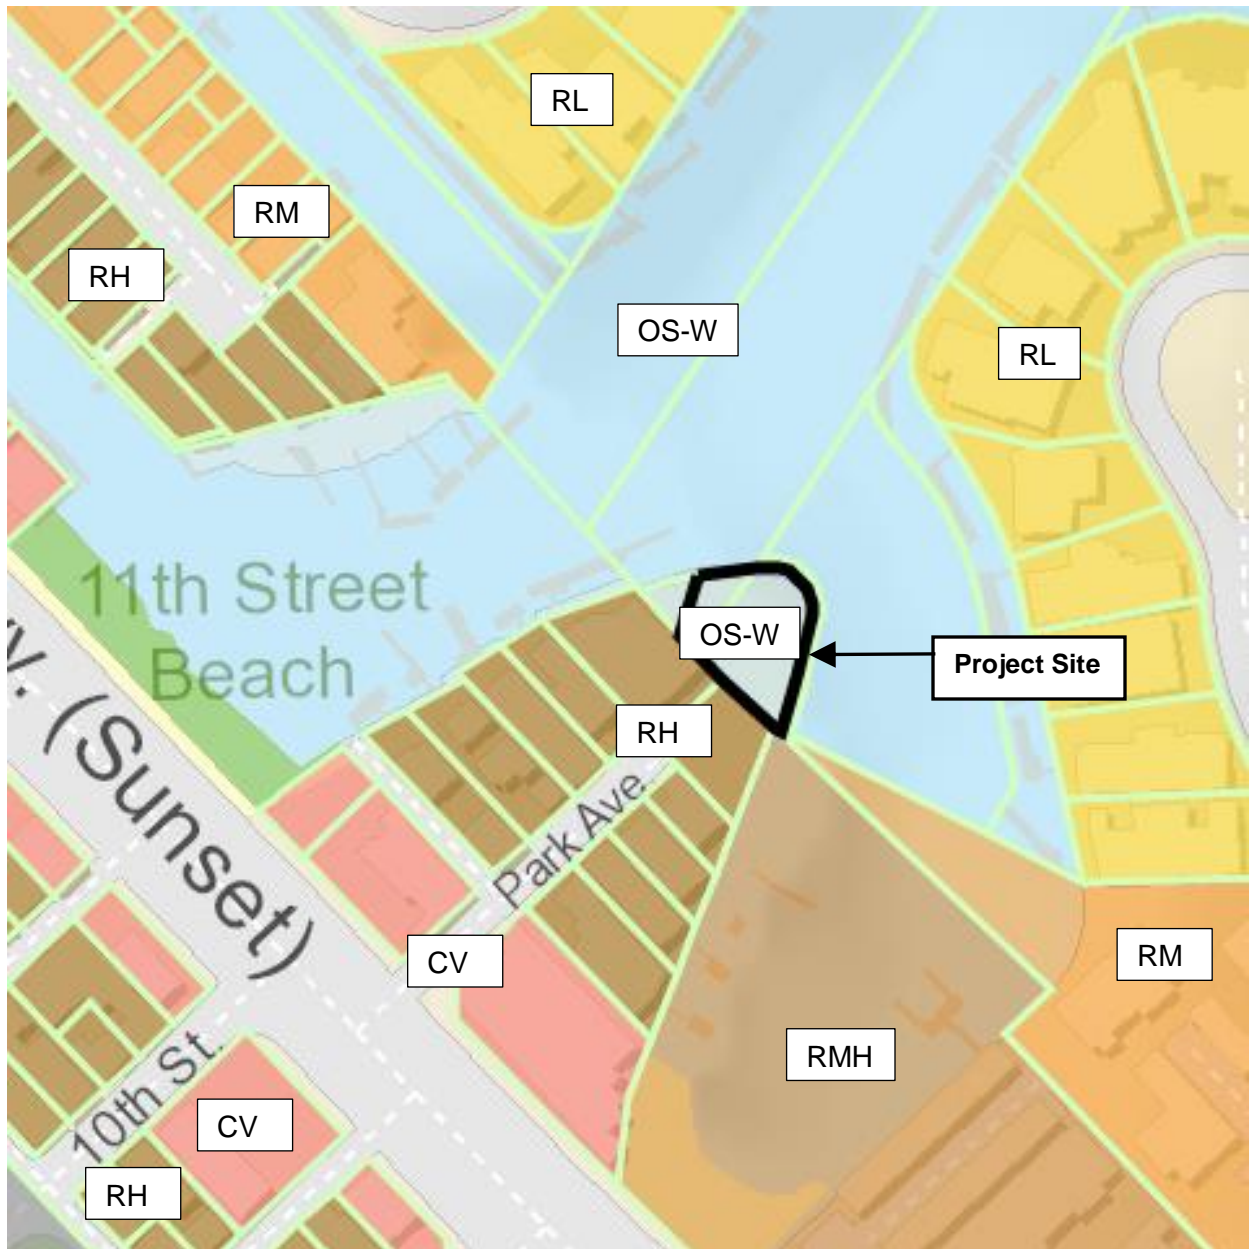 RL
RM
RH
OS-W
RL
11th Street
Beach
OS-W
Project Site
RH
y. (Sunset)
Park Ave
CV
RM
RMH
10th St.
CV
RH